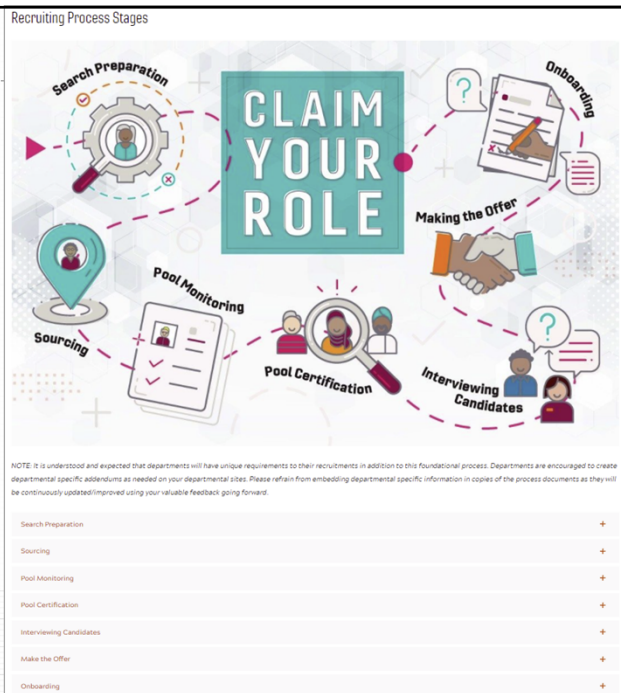 Recruiting Process Stages
Search Preparation
CLAIM
YOUR
ROLE
Onboarding
Making the Offer
Sourcing
Pool Monitoring
Pool Certification
Interviewing
Candidates
NOTE: It is understood and expected that departments will have unique requirements to their recruitments in addition to this foundational process. Departments are encouraged to create
departmental specific addendums as needed on your departmental sites. Please refrain from embedding departmental specific information in copies of the process documents as they will
be continuously updated/improved using your valuable feedback going forward.
Search Preparation +
Sourcing +
Pool Monitoring +
Pool Certification +
Interviewing Candidates +
Make the Offer +
Onboarding +